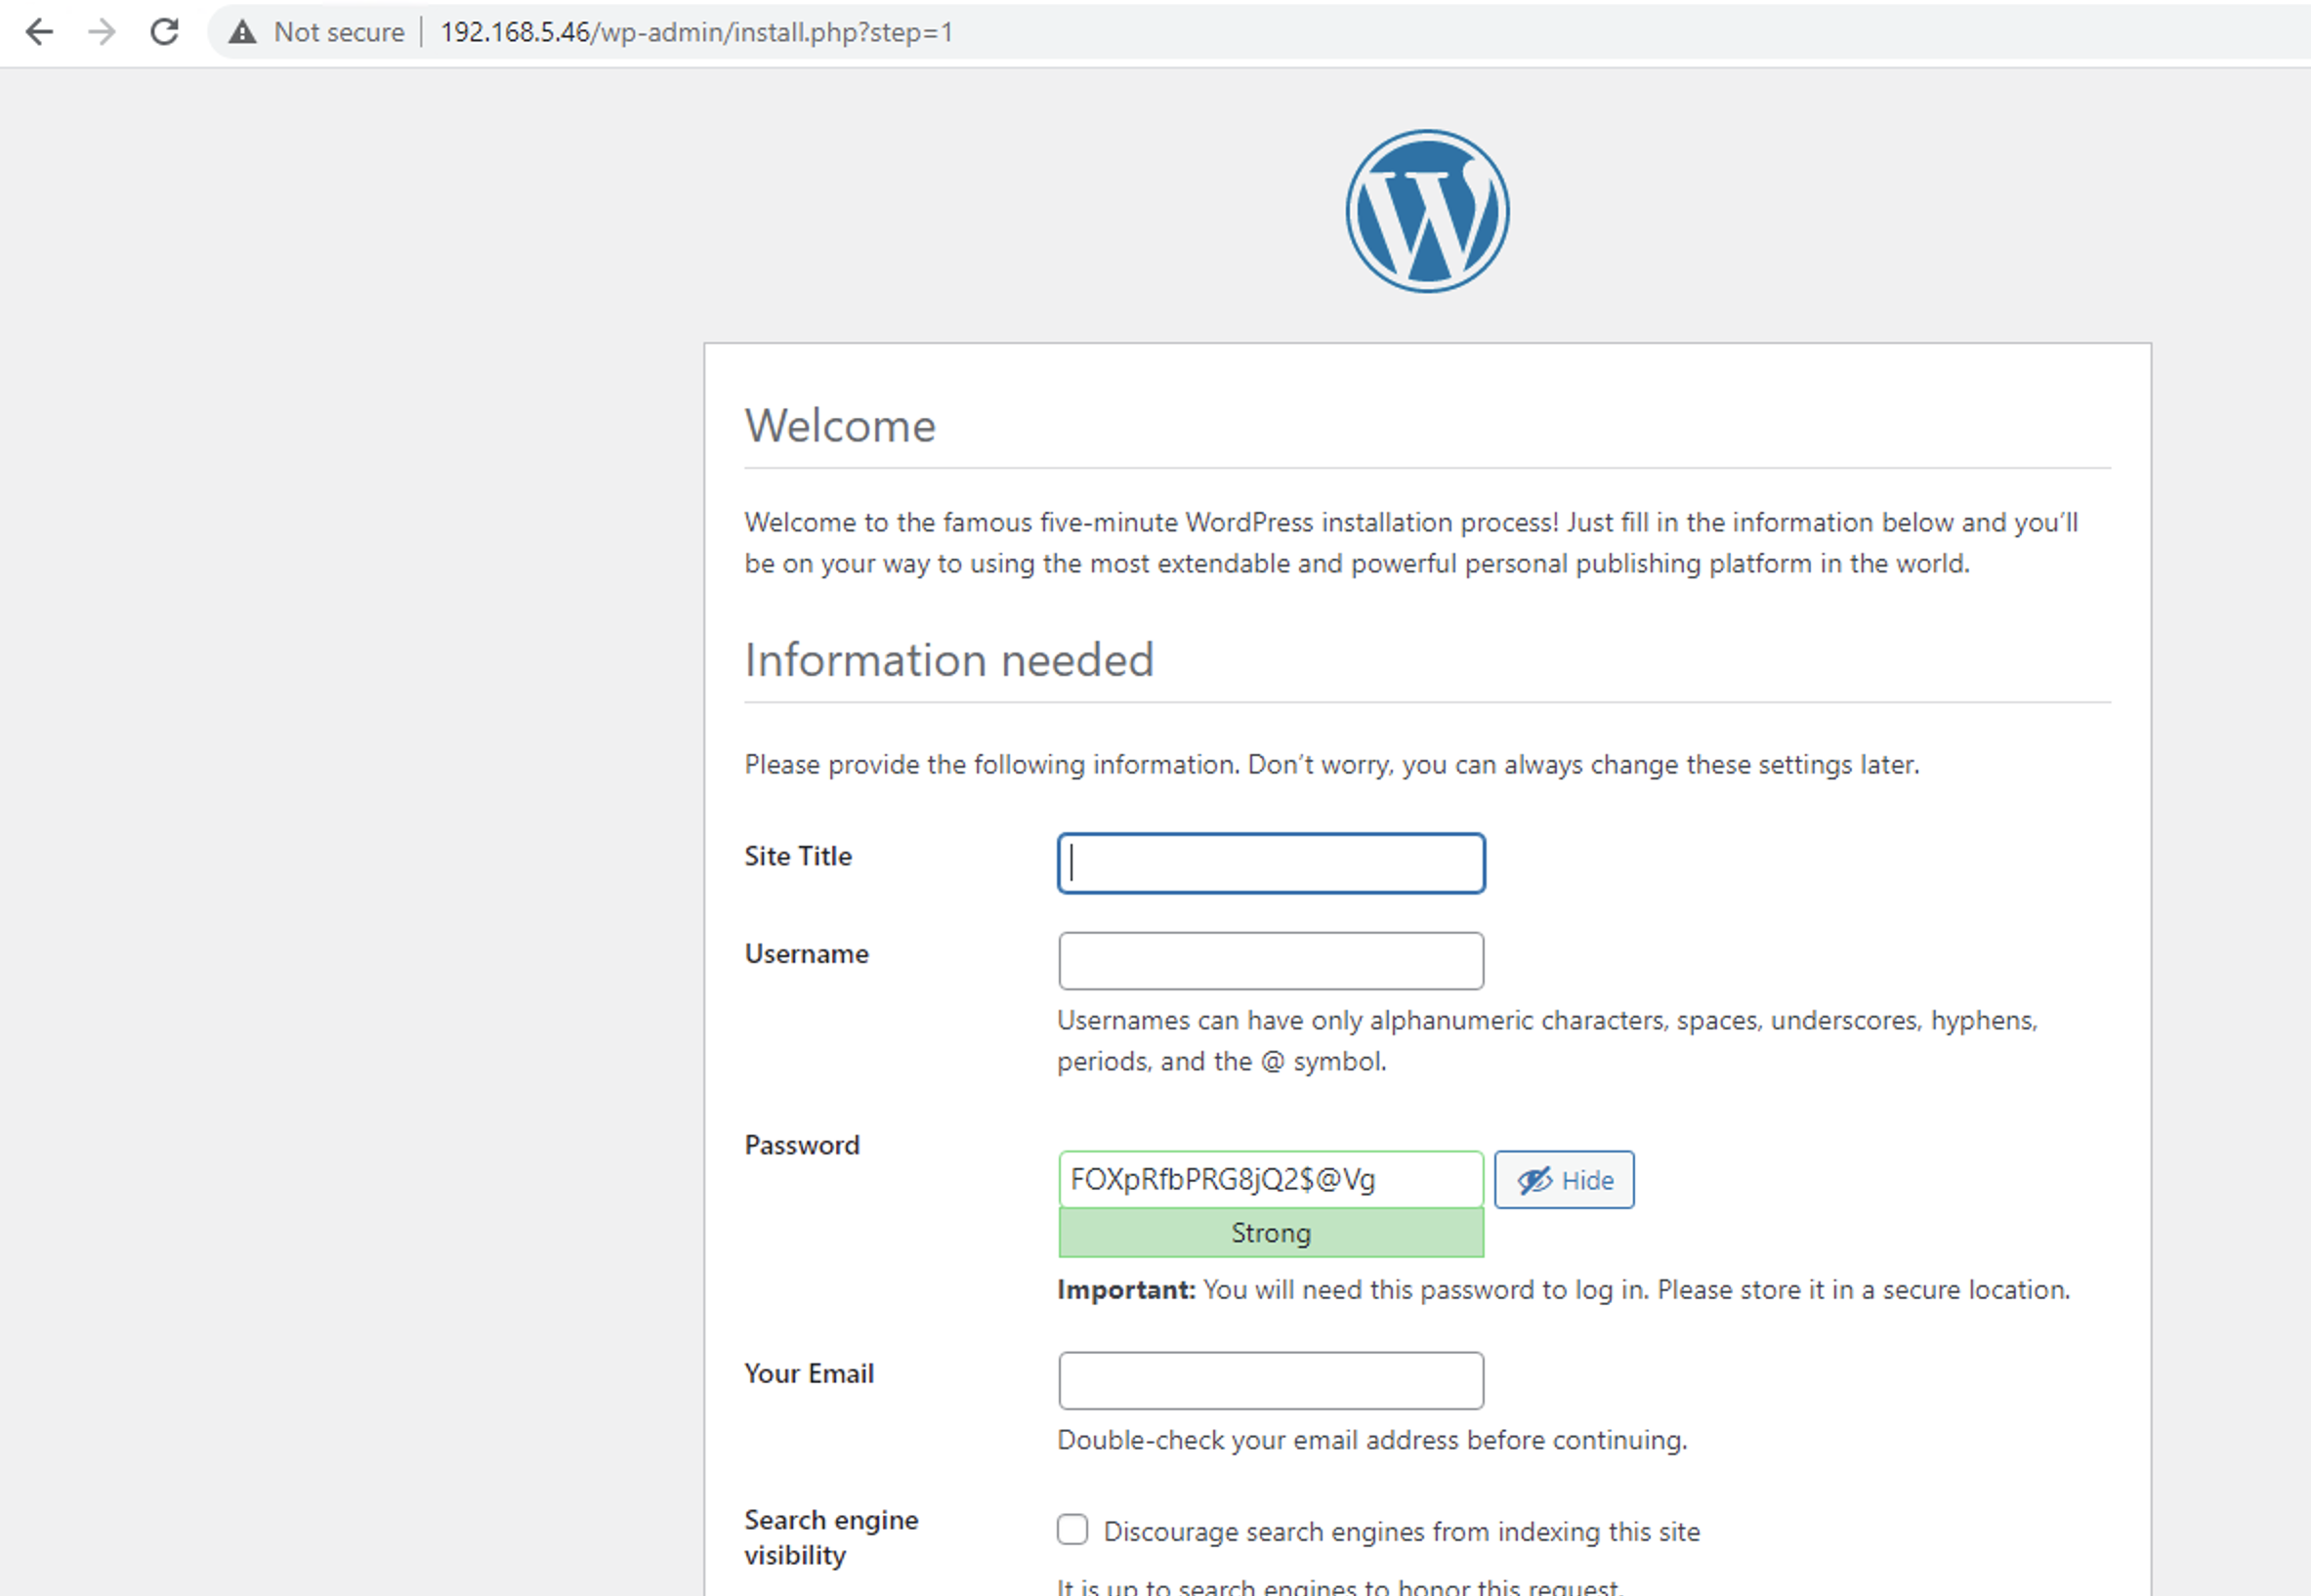 Not secure | 192.168.5.46/wp-admin/install.php?step=1
Welcome
Welcome to the famous five-minute WordPress installation process! Just fill in the information below and you’ll
be on your way to using the most extendable and powerful personal publishing platform in the world.
Information needed
Please provide the following information. Don’t worry, you can always change these settings later.
Site Title
Username
Usernames can have only alphanumeric characters, spaces, underscores, hyphens,
periods, and the @ symbol.
Password
FOXpRfbPRG8jQ2$@Vg
Hide
Strong
Important: You will need this password to log in. Please store it in a secure location.
Your Email
Double-check your email address before continuing.
Search engine
visibility
Discourage search engines from indexing this site
It is up to search engines to honor this request.